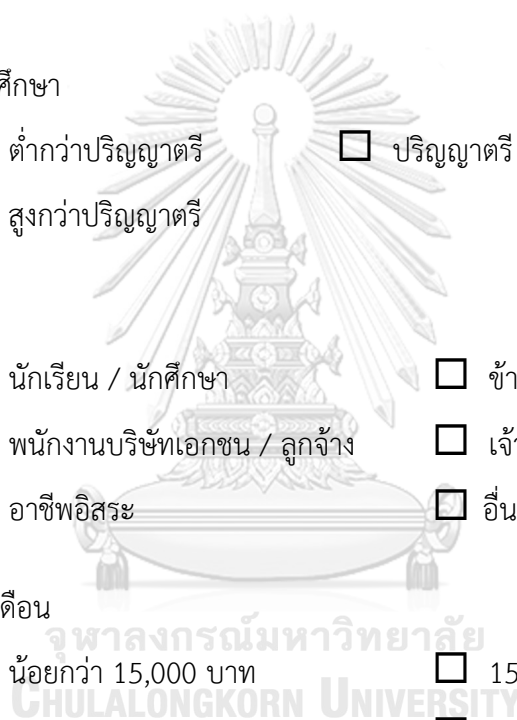 ศึกษา
ต่ำกว่าปริญญาตรี ☐ ปริญญาตรี
สูงกว่าปริญญาตรี
นักเรียน / นักศึกษา ☐ ข้า
พนักงานบริษัทเอกชน / ลูกจ้าง ☐ เจ้า
อาชีพอิสระ ☐ อื่น
ดือน
จุฬาลงกรณ์มหาวิทยาลัย
น้อยกว่า 15,000 บาท ☐ 15
CHULALONGKORN UNIVERSITY